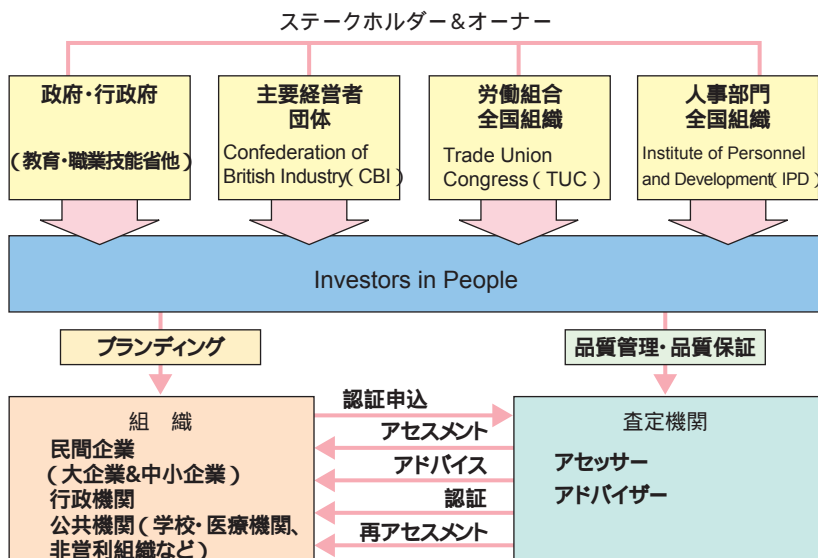 ステークホルダー＆オーナー
政府・行政府
（教育・職業技能省他）
主要経営者
団体
Confederation of
British Industry（CBI）
労働組合
全国組織
Trade Union
Congress（TUC）
人事部門
全国組織
Institute of Personnel
and Development（IPD）
Investors in People
ブランディング
品質管理・品質保証
組　織
民間企業
（大企業&中小企業）
行政機関
公共機関（学校・医療機関、
非営利組織など）
認証申込
アセスメント
アドバイス
認証
再アセスメント
査定機関
アセッサー
アドバイザー